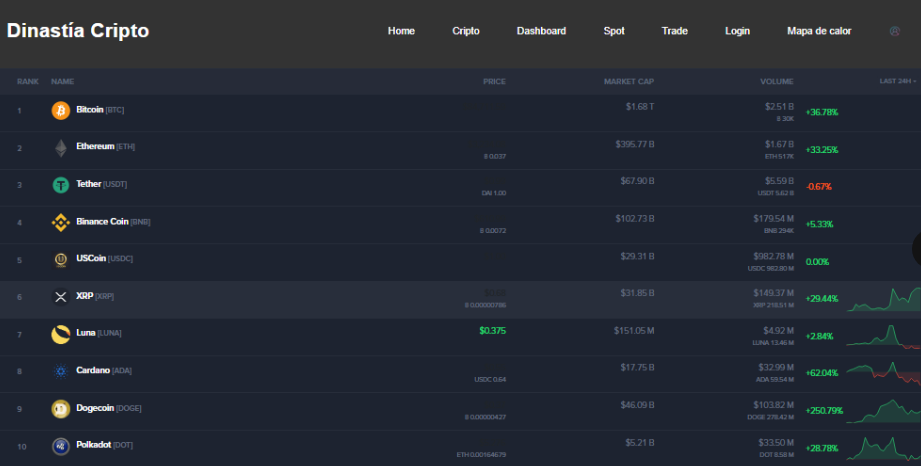 Dinastía Cripto
Home Cripto Dashboard Spot Trade Login Mapa de calor
RANK NAME PRICE MARKET CAP VOLUME LAST 24H
1 Bitcoin [BTC] $1.68 T $2.51 B +36.78%
B 30K
2 Ethereum [ETH] $395.77 B $1.67 B +33.25%
B 0.037 ETH 517K
3 Tether [USDT] $67.90 B $5.59 B -0.67%
DAI 1.00 USDT 5.62 B
4 Binance Coin [BNB] $102.73 B $179.54 M +5.33%
B 0.0072 BNB 294K
5 USCoin [USDC] $29.31 B $982.78 M 0.00%
USDC 982.80 M
6 XRP [XRP] $31.85 B $149.37 M +29.44%
B 0.00000786 XRP 218.51 M
7 Luna [LUNA] $0.375 $151.05 M $4.92 M +2.84%
LUNA 13.46 M
8 Cardano [ADA] $17.75 B $32.99 M +62.04%
USDC 0.64 ADA 55.54 M
9 Dogecoin [DOGE] $46.09 B $103.82 M +250.79%
B 0.00000427 DOGE 278.42 M
10 Polkadot [DOT] $5.21 B $33.50 M +28.78%
ETH 0.00164679 DOT 8.58 M